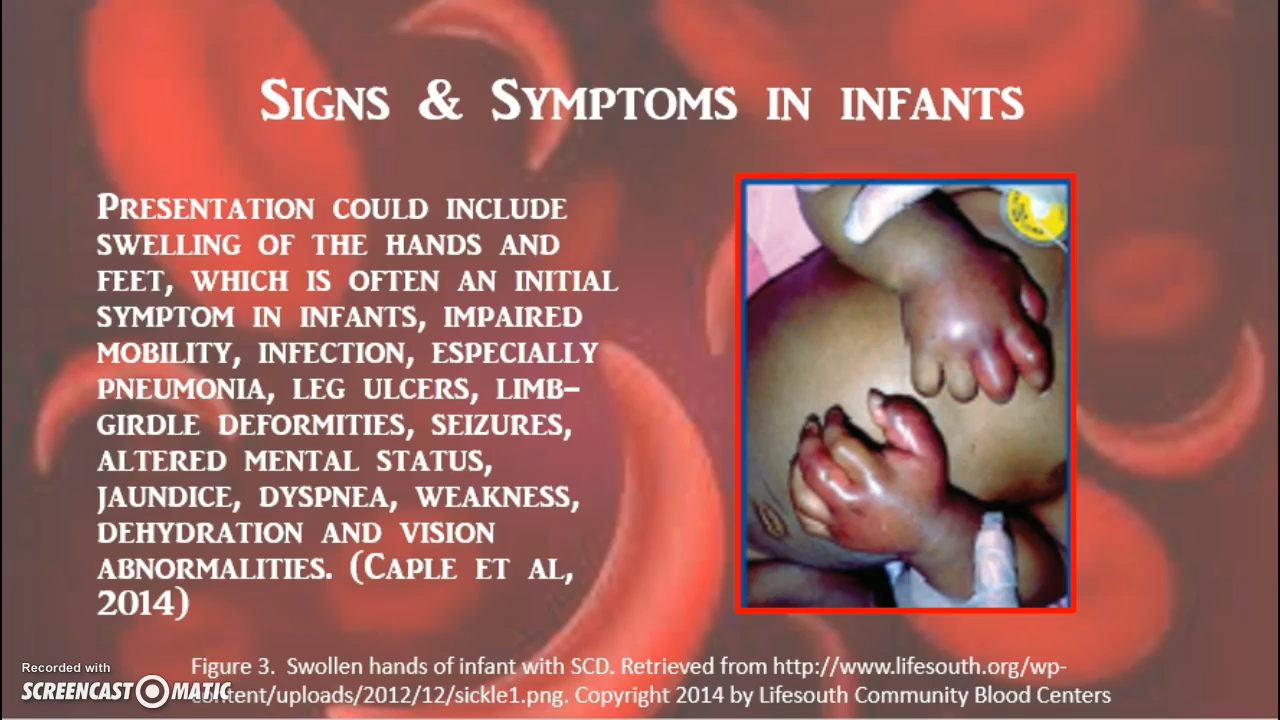 Signs & Symptoms in infants
Presentation could include
swelling of the hands and
feet, which is often an initial
symptom in infants, impaired
mobility, infection, especially
pneumonia, leg ulcers, limb-
girdle deformities, seizures,
altered mental status,
jaundice, dyspnea, weakness,
dehydration and vision
abnormalities. (Caple et al,
2014)
Figure 3. Swollen hands of infant with SCD. Retrieved from http://www.lifesouth.org/wp-
tent/uploads/2012/12/sickle1.png. Copyright 2014 by Lifesouth Community Blood Centers
Recorded with
SCREENCAST-O-MATIC